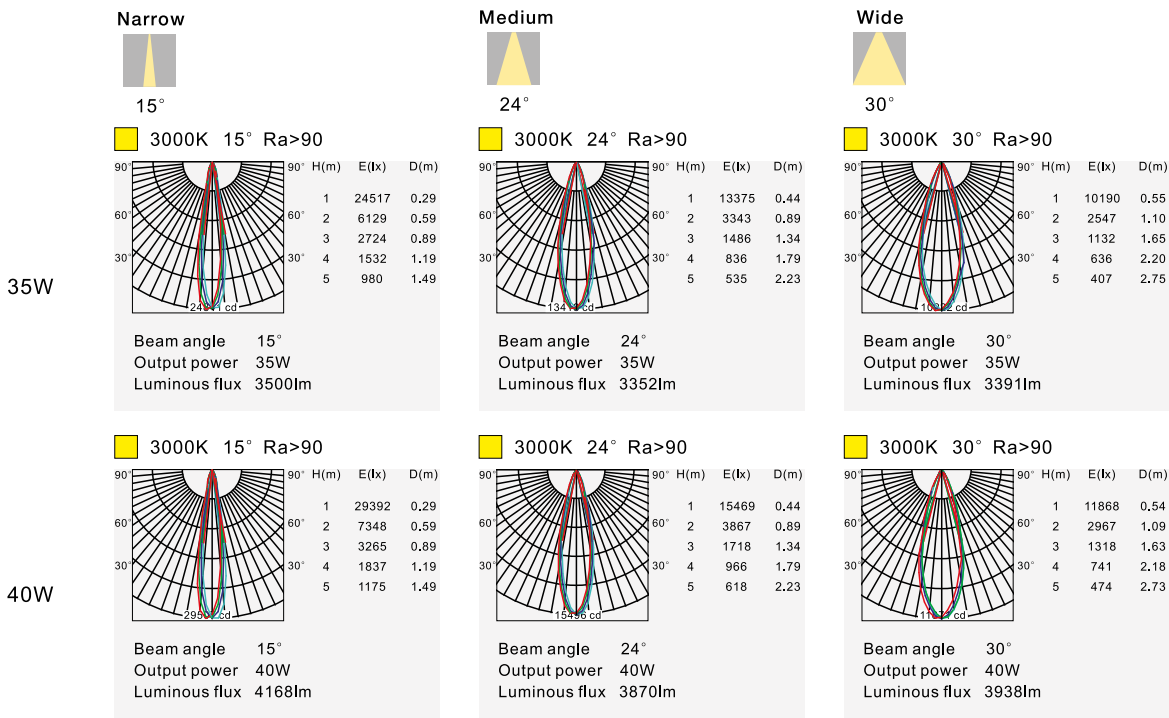 Narrow Medium Wide
15° 24° 30°
3000K 15° Ra>90
90° 90° H(m) E(lx) D(m)
1 24517 0.29
60° 60° 2 6129 0.59
3 2724 0.89
30° 30° 4 1532 1.19
5 980 1.49
cd
Beam angle 15°
Output power 35W
Luminous flux 3500lm
3000K 24° Ra>90
90° 90° H(m) E(lx) D(m)
1 13375 0.44
60° 60° 2 3343 0.89
3 1486 1.34
30° 30° 4 836 1.79
5 535 2.23
cd
Beam angle 24°
Output power 35W
Luminous flux 3352lm
3000K 30° Ra>90
90° 90° H(m) E(lx) D(m)
1 10190 0.55
60° 60° 2 2547 1.10
3 1132 1.65
30° 30° 4 636 2.20
5 407 2.75
cd
Beam angle 30°
Output power 35W
Luminous flux 3391lm
35W
3000K 15° Ra>90
90° 90° H(m) E(lx) D(m)
1 29392 0.29
60° 60° 2 7348 0.59
3 3265 0.89
30° 30° 4 1837 1.19
5 1175 1.49
cd
Beam angle 15°
Output power 40W
Luminous flux 4168lm
3000K 24° Ra>90
90° 90° H(m) E(lx) D(m)
1 15469 0.44
60° 60° 2 3867 0.89
3 1718 1.34
30° 30° 4 966 1.79
5 618 2.23
15496 cd
Beam angle 24°
Output power 40W
Luminous flux 3870lm
3000K 30° Ra>90
90° 90° H(m) E(lx) D(m)
1 11868 0.54
60° 60° 2 2967 1.09
3 1318 1.63
30° 30° 4 741 2.18
5 474 2.73
cd
Beam angle 30°
Output power 40W
Luminous flux 3938lm
40W